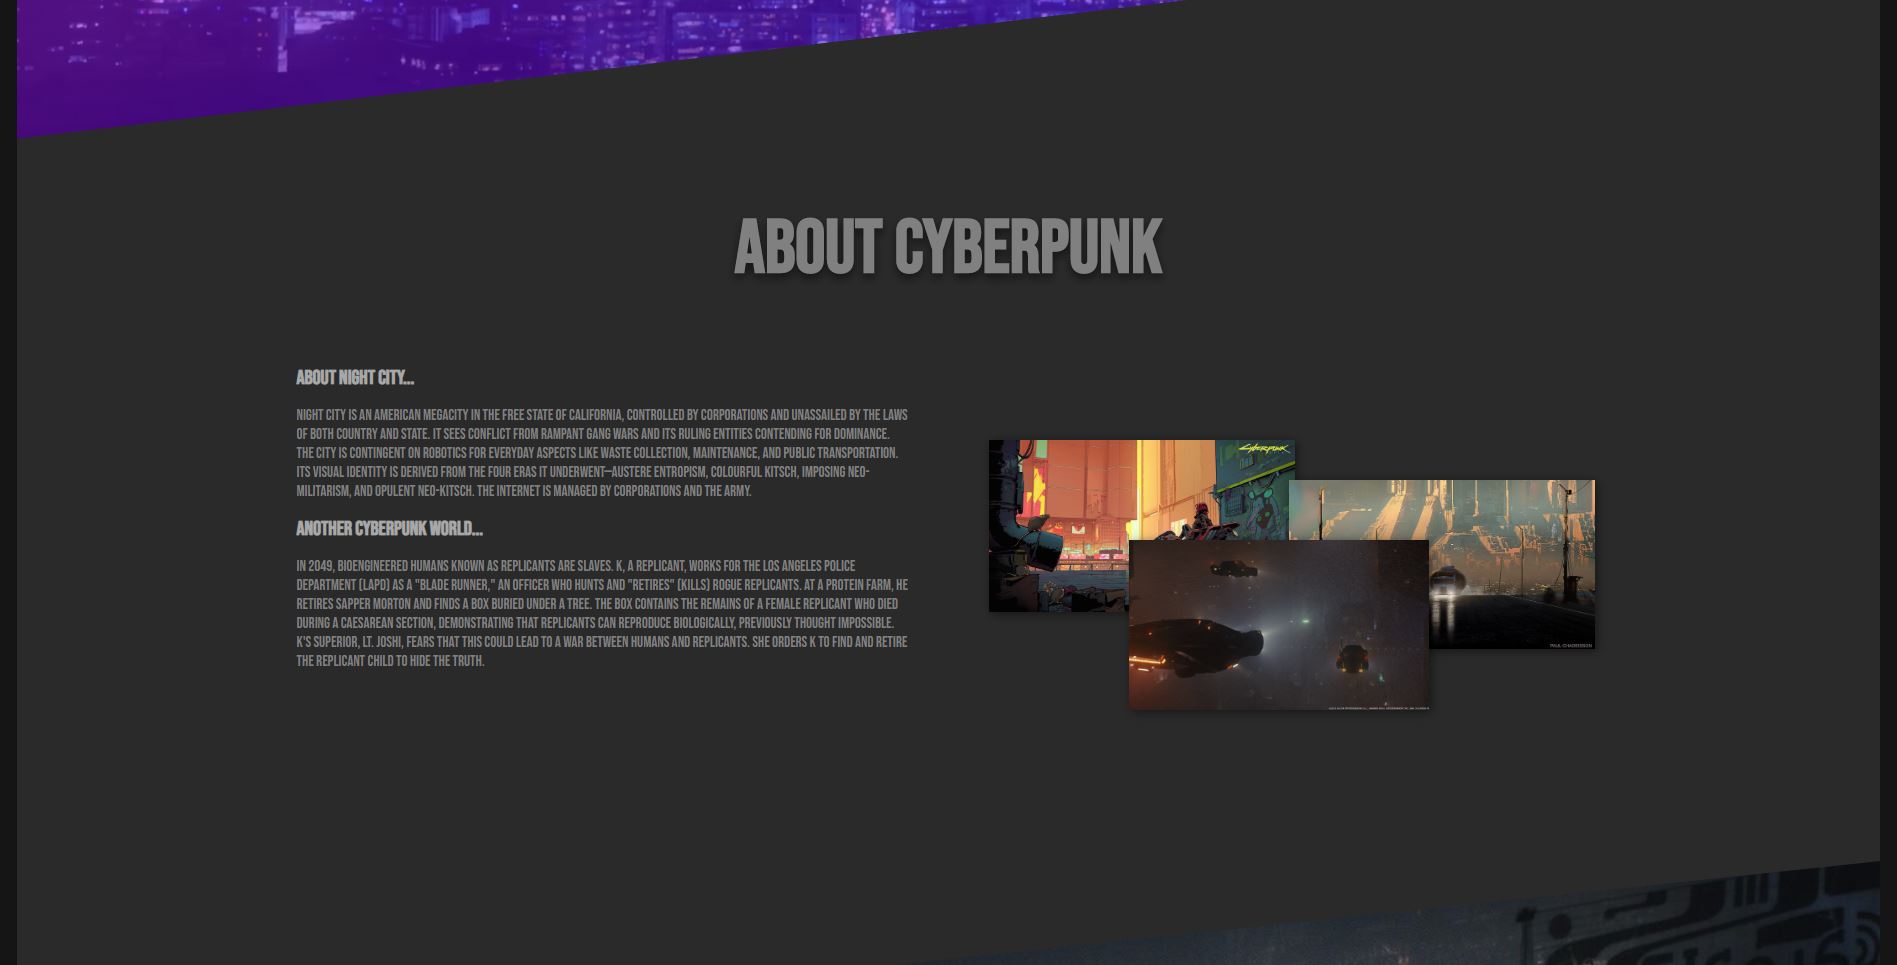 ABOUT CYBERPUNK
ABOUT NIGHT CITY...
NIGHT CITY IS AN AMERICAN MEGACITY IN THE FREE STATE OF CALIFORNIA, CONTROLLED BY CORPORATIONS AND UNASSAILED BY THE LAWS
OF BOTH COUNTRY AND STATE. IT SEES CONFLICT FROM RAMPANT GANG WARS AND ITS RULING ENTITIES CONTENDING FOR DOMINANCE.
THE CITY IS CONTINGENT ON ROBOTICS FOR EVERYDAY ASPECTS LIKE WASTE COLLECTION, MAINTENANCE, AND PUBLIC TRANSPORTATION.
ITS VISUAL IDENTITY IS DERIVED FROM THE FOUR ERAS IT UNDERWENT—AUSTERE ENTROPISM, COLOURFUL KITSCH, IMPOSING NEO-
MILITARISM, AND OPULENT NEO-KITSCH. THE INTERNET IS MANAGED BY CORPORATIONS AND THE ARMY.
ANOTHER CYBERPUNK WORLD...
IN 2049, BIOENGINEERED HUMANS KNOWN AS REPLICANTS ARE SLAVES. K, A REPLICANT, WORKS FOR THE LOS ANGELES POLICE
DEPARTMENT (LAPD) AS A "BLADE RUNNER," AN OFFICER WHO HUNTS AND "RETIRES" (KILLS) ROGUE REPLICANTS. AT A PROTEIN FARM, HE
RETIRES SAPPER MORTON AND FINDS A BOX BURIED UNDER A TREE. THE BOX CONTAINS THE REMAINS OF A FEMALE REPLICANT WHO DIED
DURING A CAESAREAN SECTION, DEMONSTRATING THAT REPLICANTS CAN REPRODUCE BIOLOGICALLY, PREVIOUSLY THOUGHT IMPOSSIBLE.
K'S SUPERIOR, LT. JOSHI, FEARS THAT THIS COULD LEAD TO A WAR BETWEEN HUMANS AND REPLICANTS. SHE ORDERS K TO FIND AND RETIRE
THE REPLICANT CHILD TO HIDE THE TRUTH.
Cyberpunk
PAUL CHADEISSON